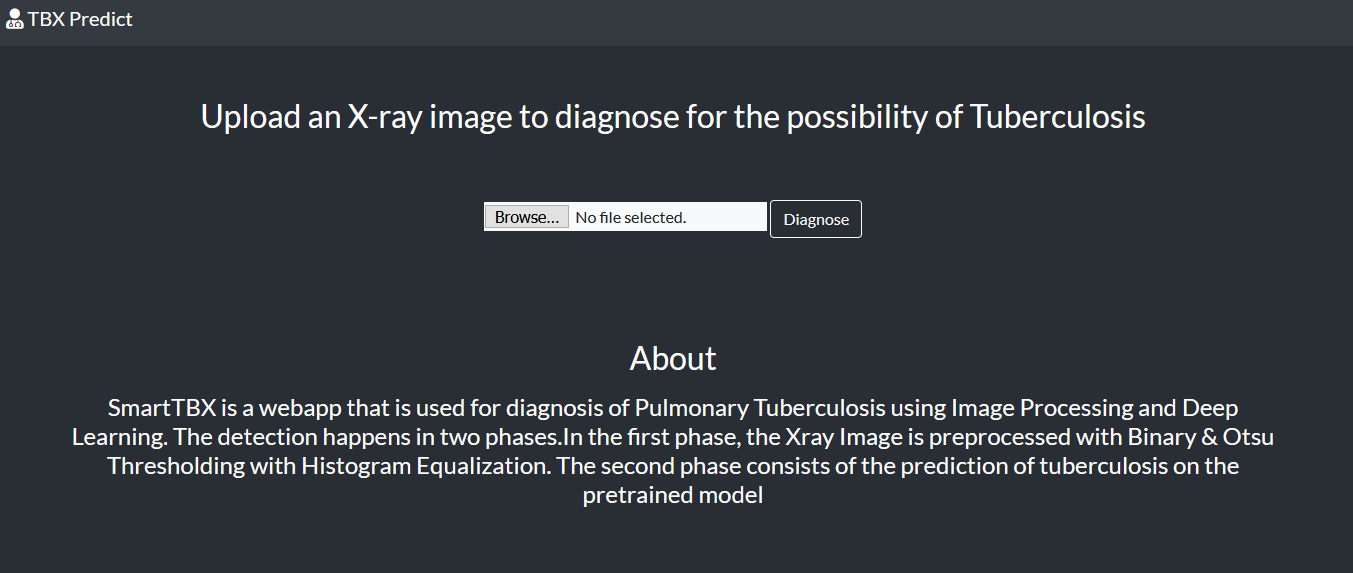 TBX Predict
Upload an X-ray image to diagnose for the possibility of Tuberculosis
Browse... No file selected. Diagnose
About
SmartTBX is a webapp that is used for diagnosis of Pulmonary Tuberculosis using Image Processing and Deep
Learning. The detection happens in two phases.In the first phase, the Xray Image is preprocessed with Binary & Otsu
Thresholding with Histogram Equalization. The second phase consists of the prediction of tuberculosis on the
pretrained model